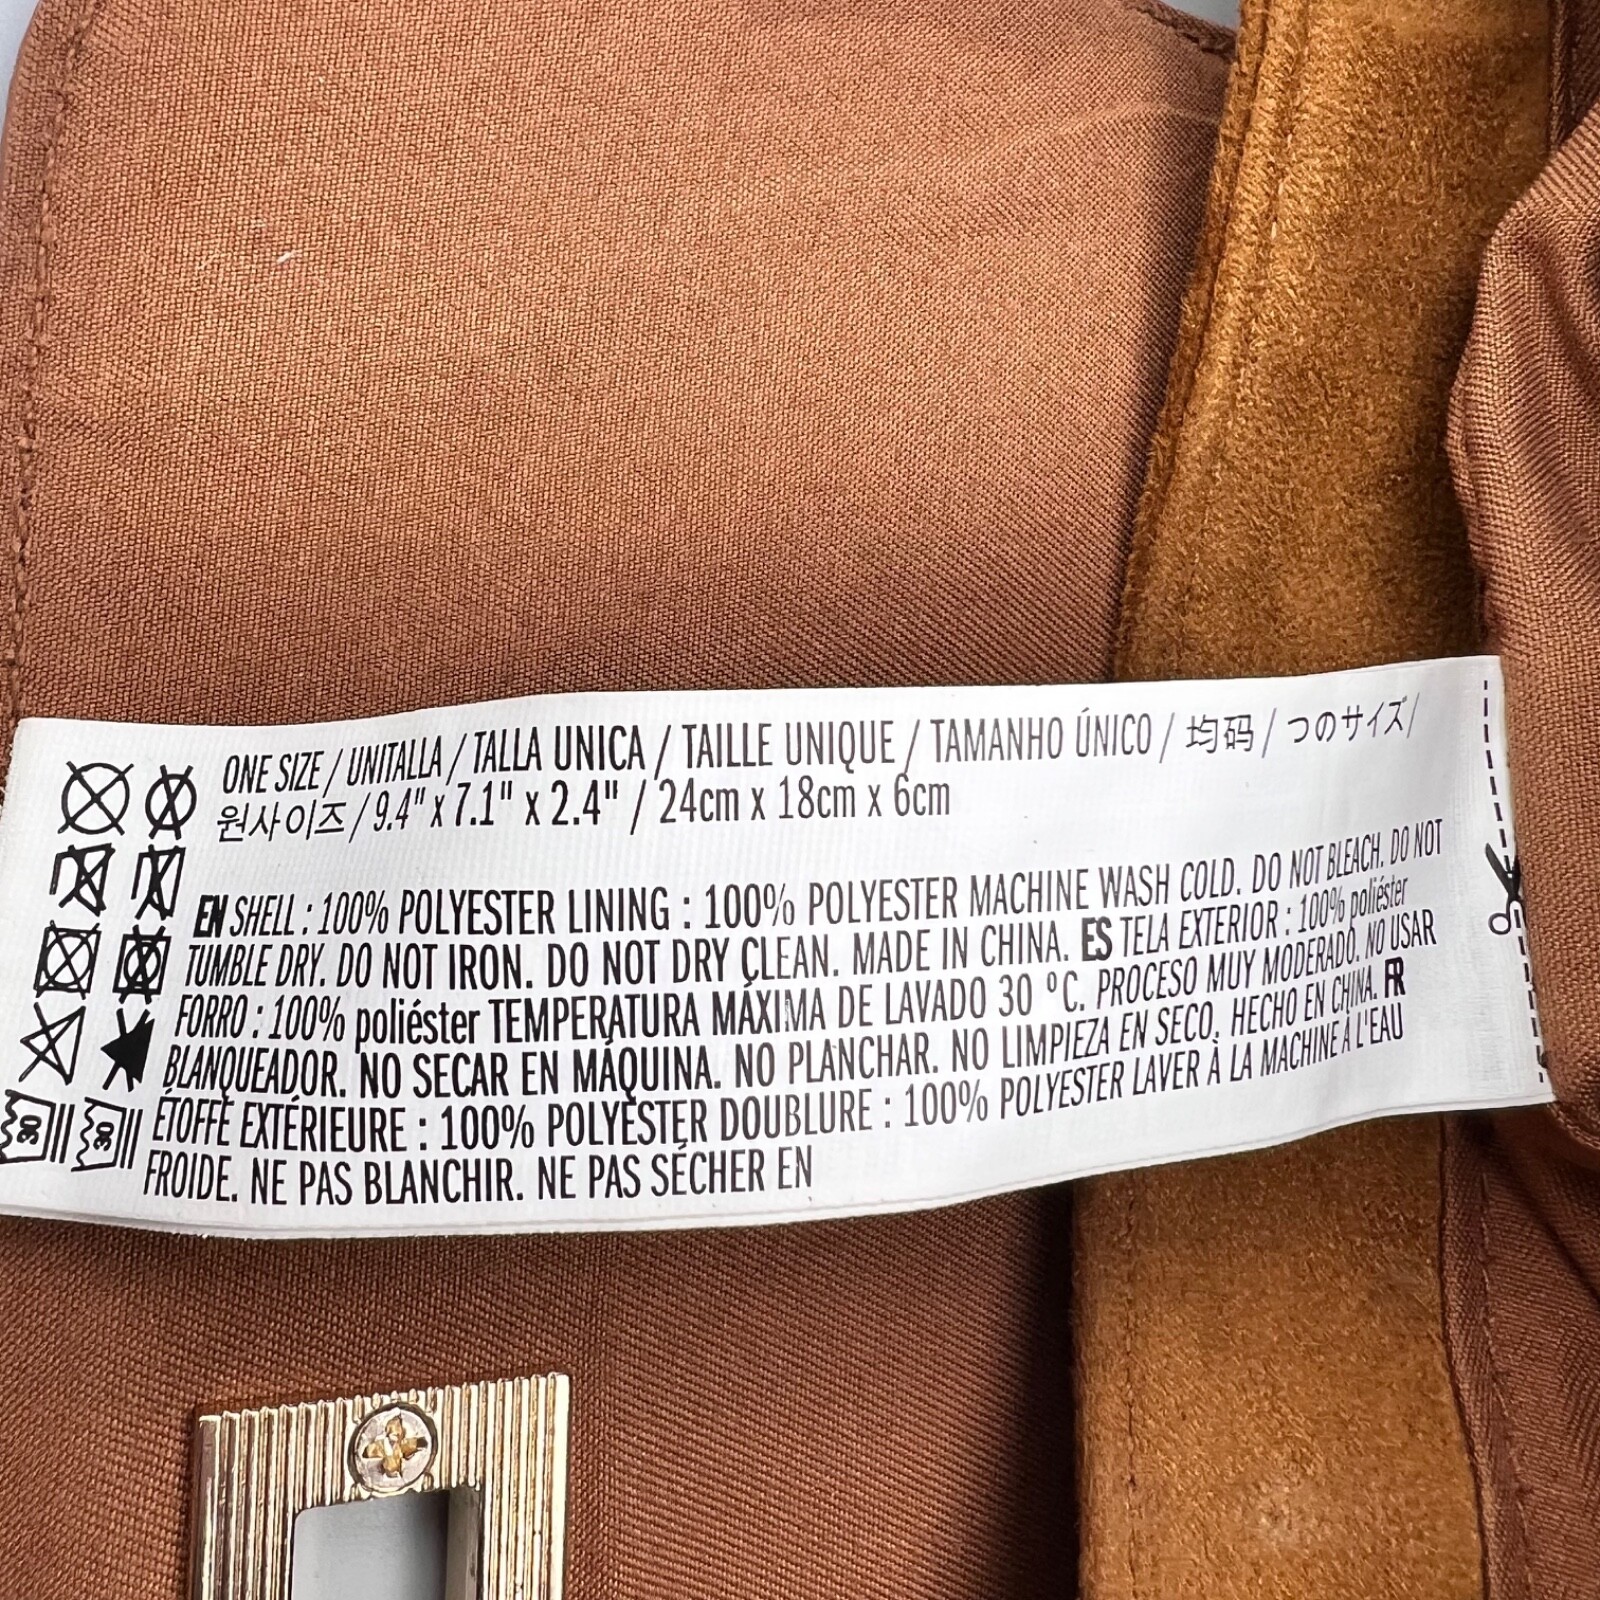 ONE SIZE / UNITALLA / TALLA UNICA / TAILLE UNIQUE / TAMANHO ÚNICO / 均码 / つのサイズ/
원사이즈 / 9.4" x 7.1" x 2.4" / 24cm x 18cm x 6cm
EN SHELL : 100% POLYESTER LINING : 100% POLYESTER MACHINE WASH COLD. DO NOT BLEACH. DO NOT
TUMBLE DRY. DO NOT IRON. DO NOT DRY CLEAN. MADE IN CHINA. ES TELA EXTERIOR : 100% poliéster
FORRO : 100% poliéster TEMPERATURA MÁXIMA DE LAVADO 30 °C. PROCESO MUY MODERADO. NO USAR
BLANQUEADOR. NO SECAR EN MÁQUINA. NO PLANCHAR. NO LIMPIEZA EN SECO. HECHO EN CHINA. FR
ÉTOFFE EXTÉRIEURE : 100% POLYESTER DOUBLURE : 100% POLYESTER LAVER À LA MACHINE À L'EAU
FROIDE. NE PAS BLANCHIR. NE PAS SÉCHER EN
30 30